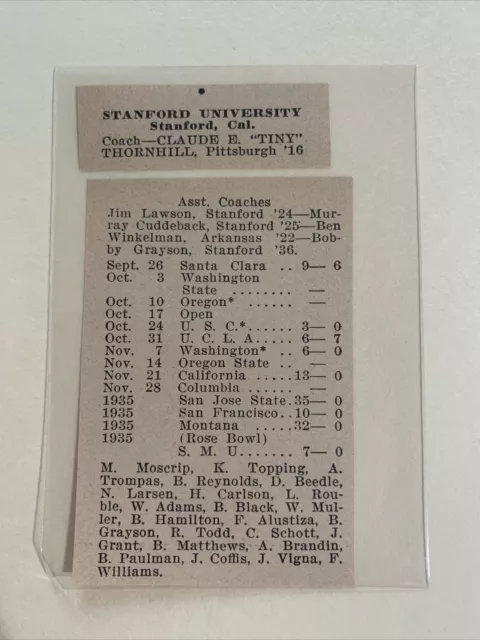 STANFORD UNIVERSITY
Stanford, Cal.
Coach—CLAUDE E. "TINY"
THORNHILL, Pittsburgh '16
Asst. Coaches
Jim Lawson, Stanford '24—Mur-
ray Cuddeback, Stanford '25—Ben
Winkelman, Arkansas '22—Bob-
by Grayson, Stanford '36.
Sept. 26 Santa Clara .. 9— 6
Oct. 3 Washington
State ........ —
Oct. 10 Oregon* ...... —
Oct. 17 Open
Oct. 24 U. S. C.*...... 3— 0
Oct. 31 U. C. L. A..... 6— 7
Nov. 7 Washington* .. 6— 0
Nov. 14 Oregon State .. —
Nov. 21 California .....13— 0
Nov. 28 Columbia ..... —
1935 San Jose State.35— 0
1935 San Francisco..10— 0
1935 Montana .....32— 0
1935 (Rose Bowl)
S. M. U....... 7— 0
M. Moscrip, K. Topping, A.
Trompas, B. Reynolds, D. Beedle,
N. Larsen, H. Carlson, L. Rou-
ble, W. Adams, B. Black, W. Mul-
ler, B. Hamilton, F. Alustiza, B.
Grayson, R. Todd, C. Schott, J.
Grant, B. Matthews, A. Brandin,
B. Paulman, J. Coffis, J. Vigna, F.
Williams.